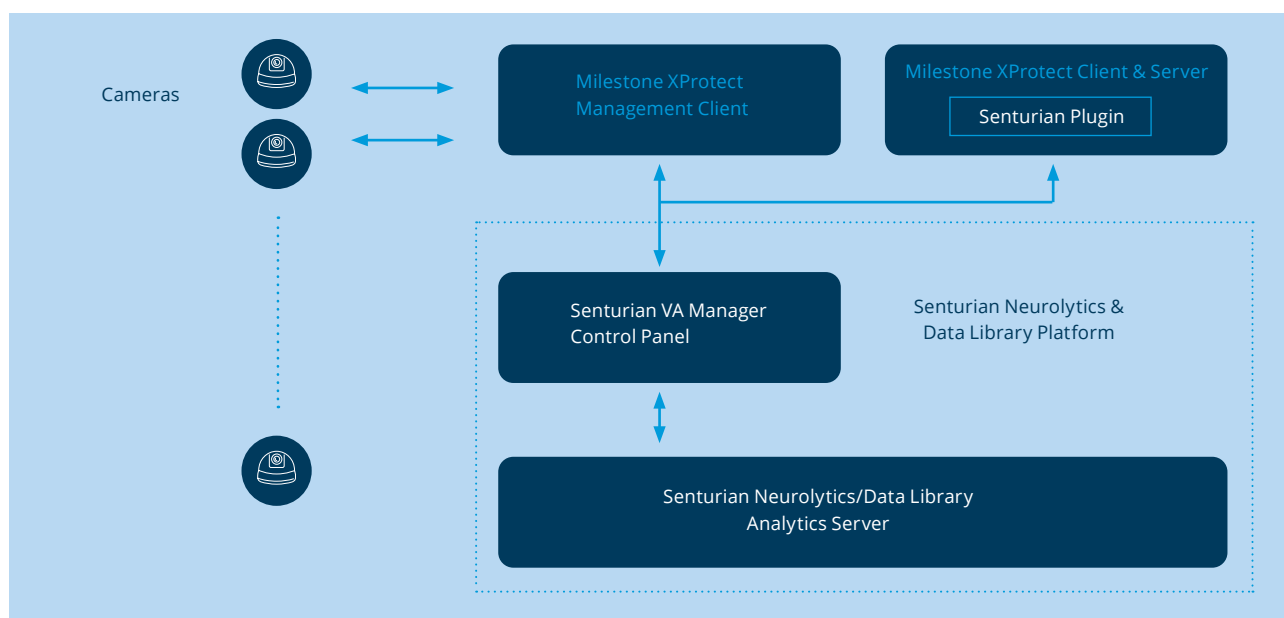 Cameras
Milestone XProtect
Management Client
Milestone XProtect Client & Server
Senturian Plugin
Senturian VA Manager
Control Panel
Senturian Neurolytics &
Data Library Platform
Senturian Neurolytics/Data Library
Analytics Server